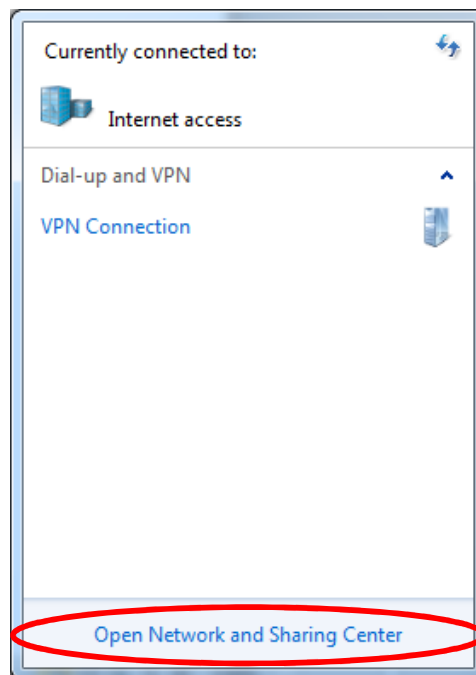 Currently connected to:
Internet access
Dial-up and VPN
VPN Connection
Open Network and Sharing Center